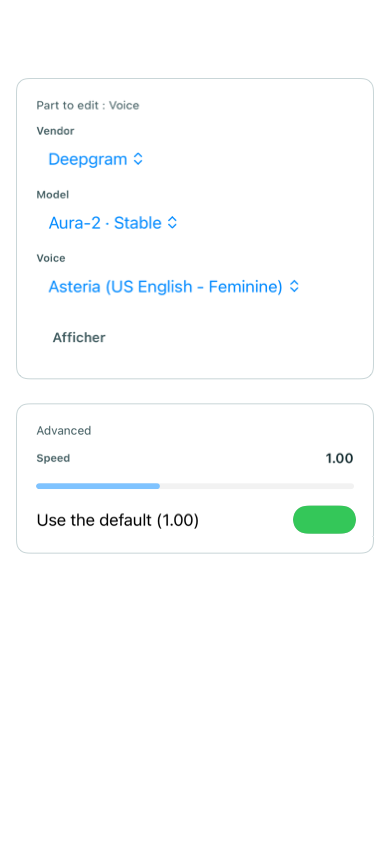 Part to edit : Voice
Vendor
Deepgram
Model
Aura-2 · Stable
Voice
Asteria (US English - Feminine)
Afficher
Advanced
Speed 1.00
Use the default (1.00)